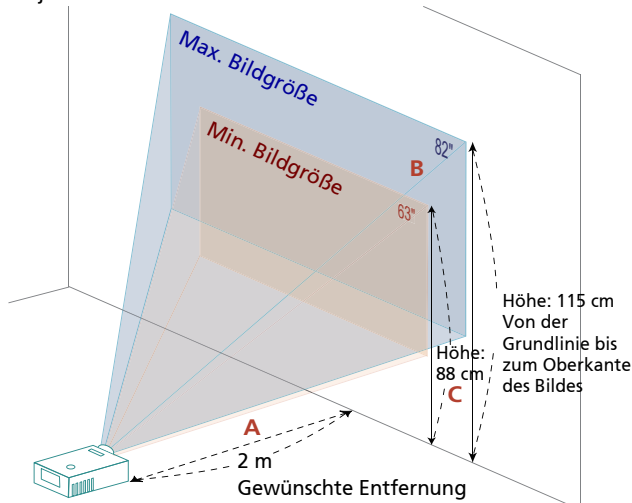 Max. Bildgröße
82"
B
Min. Bildgröße
63"
Höhe: 115 cm
Von der
Grundlinie bis
zum Oberkante
des Bildes
Höhe:
88 cm
C
A
2 m
Gewünschte Entfernung